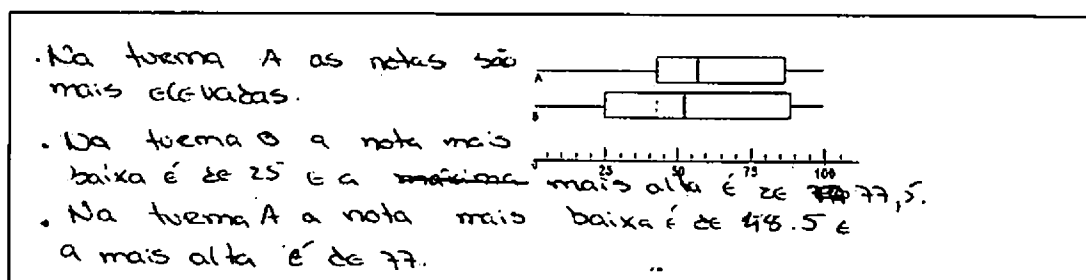 . Na turma A as notas são
mais elevadas.
A
B
. Na turma B a nota mais
25 50 75 100
baixa é de 25 e a máxima mais alta é de 77,5.
. Na turma A a nota mais baixa é de 48.5 e
a mais alta é de 77.